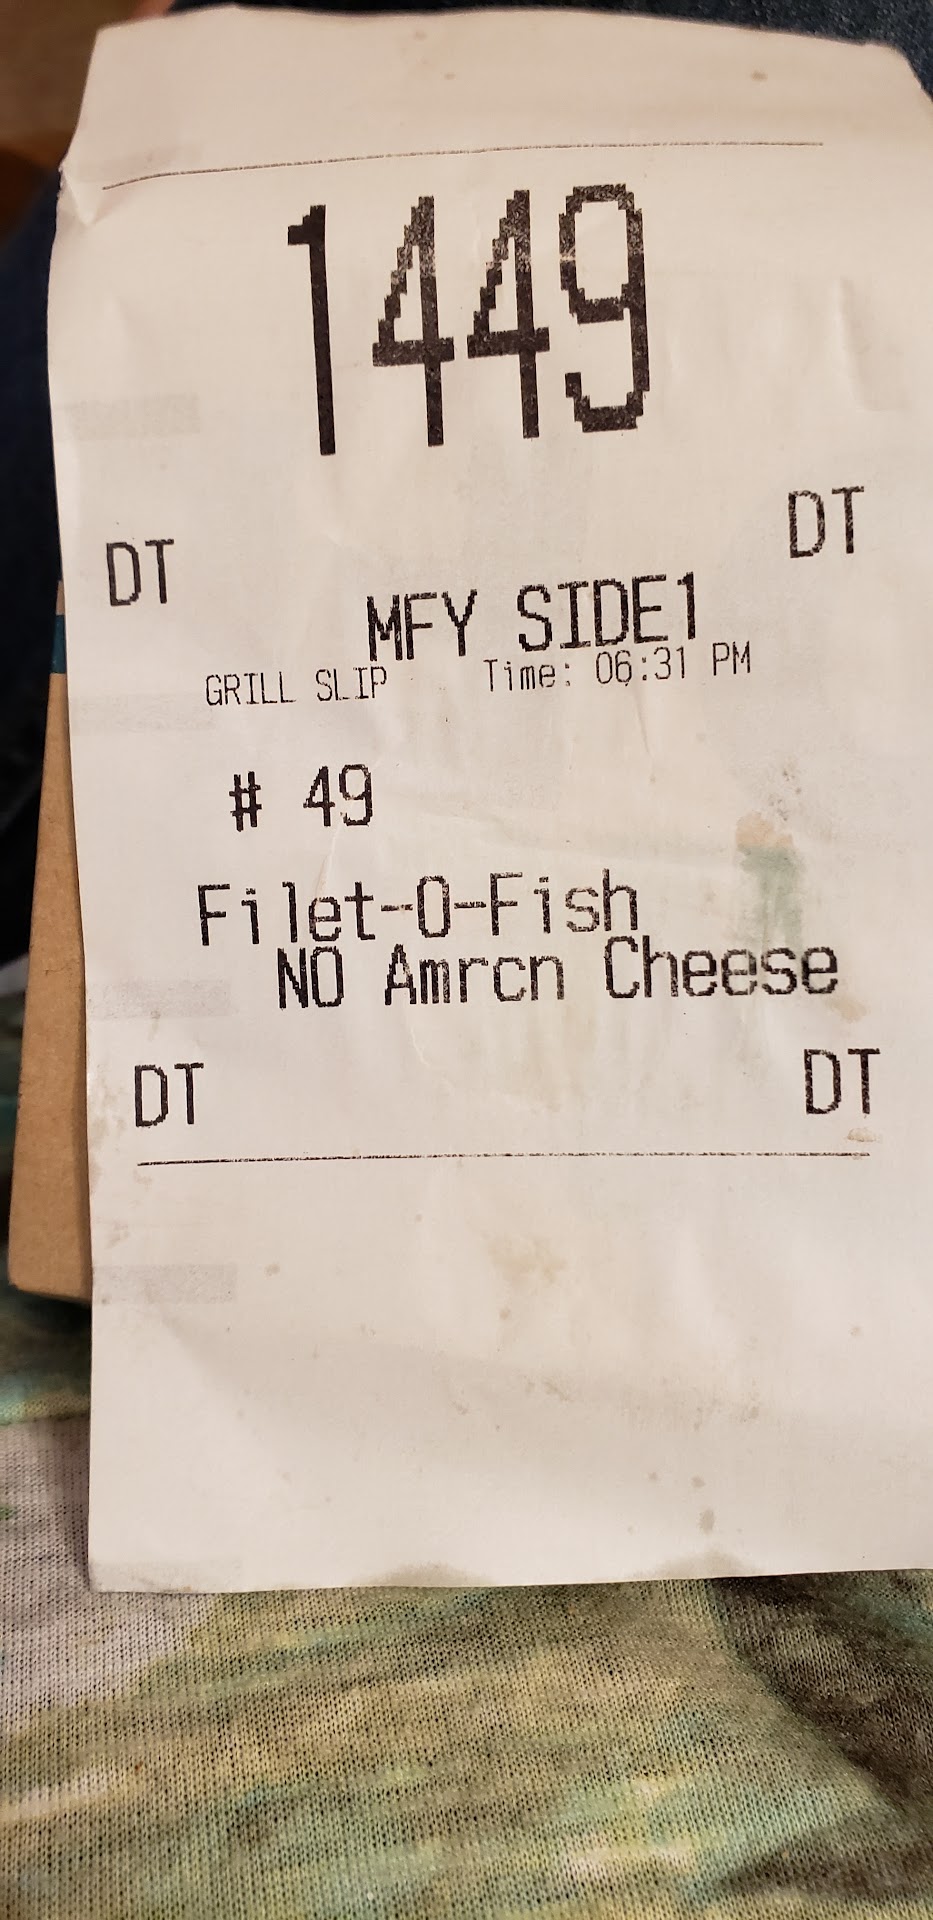 1449
DT DT
MFY SIDE1
GRILL SLIP Time: 06:31 PM
# 49
Filet-O-Fish
NO Amrcn Cheese
DT DT